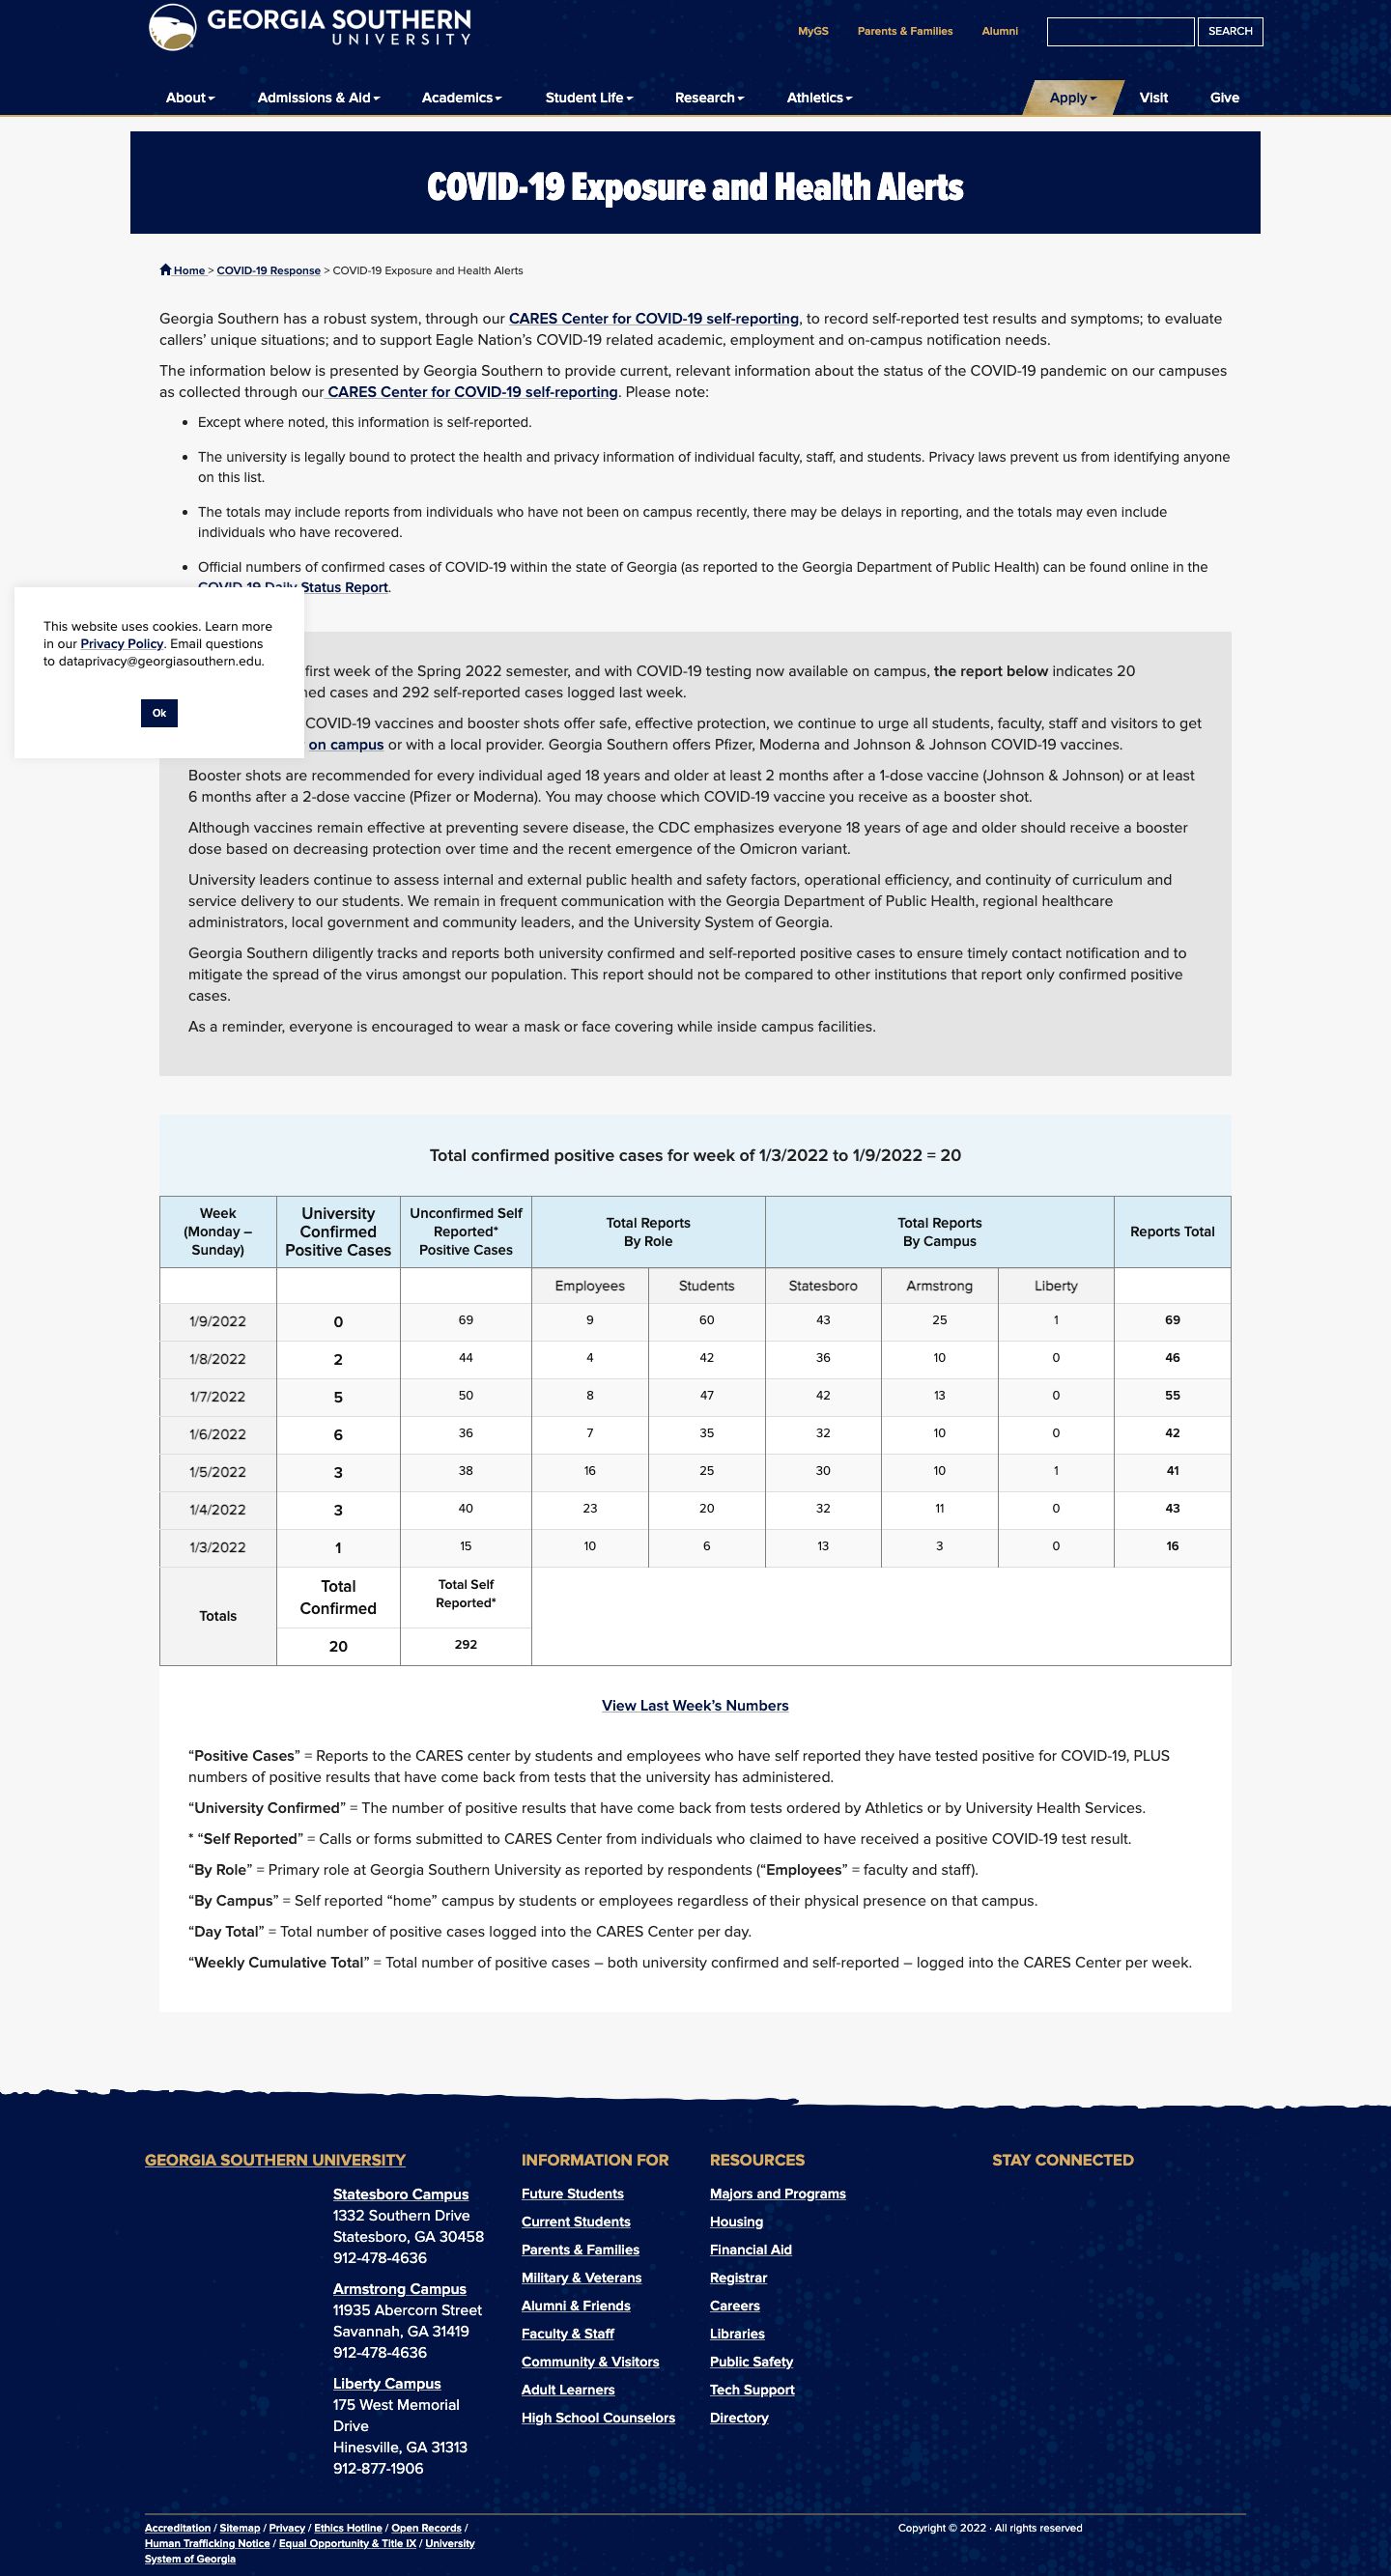 GEORGIA SOUTHERN
UNIVERSITY
MyGS Parents & Families Alumni SEARCH
About Admissions & Aid Academics Student Life Research Athletics Apply Visit Give
COVID-19 Exposure and Health Alerts
Home > COVID-19 Response > COVID-19 Exposure and Health Alerts
Georgia Southern has a robust system, through our CARES Center for COVID-19 self-reporting, to record self-reported test results and symptoms; to evaluate
callers’ unique situations; and to support Eagle Nation’s COVID-19 related academic, employment and on-campus notification needs.
The information below is presented by Georgia Southern to provide current, relevant information about the status of the COVID-19 pandemic on our campuses
as collected through our CARES Center for COVID-19 self-reporting. Please note:
• Except where noted, this information is self-reported.
• The university is legally bound to protect the health and privacy information of individual faculty, staff, and students. Privacy laws prevent us from identifying anyone
on this list.
• The totals may include reports from individuals who have not been on campus recently, there may be delays in reporting, and the totals may even include
individuals who have recovered.
• Official numbers of confirmed cases of COVID-19 within the state of Georgia (as reported to the Georgia Department of Public Health) can be found online in the
COVID-19 Daily Status Report.
This website uses cookies. Learn more
in our Privacy Policy. Email questions
to dataprivacy@georgiasouthern.edu.
Ok
first week of the Spring 2022 semester, and with COVID-19 testing now available on campus, the report below indicates 20
ed cases and 292 self-reported cases logged last week.
COVID-19 vaccines and booster shots offer safe, effective protection, we continue to urge all students, faculty, staff and visitors to get
on campus or with a local provider. Georgia Southern offers Pfizer, Moderna and Johnson & Johnson COVID-19 vaccines.
Booster shots are recommended for every individual aged 18 years and older at least 2 months after a 1-dose vaccine (Johnson & Johnson) or at least
6 months after a 2-dose vaccine (Pfizer or Moderna). You may choose which COVID-19 vaccine you receive as a booster shot.
Although vaccines remain effective at preventing severe disease, the CDC emphasizes everyone 18 years of age and older should receive a booster
dose based on decreasing protection over time and the recent emergence of the Omicron variant.
University leaders continue to assess internal and external public health and safety factors, operational efficiency, and continuity of curriculum and
service delivery to our students. We remain in frequent communication with the Georgia Department of Public Health, regional healthcare
administrators, local government and community leaders, and the University System of Georgia.
Georgia Southern diligently tracks and reports both university confirmed and self-reported positive cases to ensure timely contact notification and to
mitigate the spread of the virus amongst our population. This report should not be compared to other institutions that report only confirmed positive
cases.
As a reminder, everyone is encouraged to wear a mask or face covering while inside campus facilities.
Total confirmed positive cases for week of 1/3/2022 to 1/9/2022 = 20
Week (Monday – Sunday) University Confirmed Positive Cases Unconfirmed Self Reported* Positive Cases Total Reports By Role Total Reports By Campus Reports Total
Employees Students Statesboro Armstrong Liberty
1/9/2022 0 69 9 60 43 25 1 69
1/8/2022 2 44 4 42 36 10 0 46
1/7/2022 5 50 8 47 42 13 0 55
1/6/2022 6 36 7 35 32 10 0 42
1/5/2022 3 38 16 25 30 10 1 41
1/4/2022 3 40 23 20 32 11 0 43
1/3/2022 1 15 10 6 13 3 0 16
Totals Total Confirmed Total Self Reported*
20 292
View Last Week’s Numbers
“Positive Cases” = Reports to the CARES center by students and employees who have self reported they have tested positive for COVID-19, PLUS
numbers of positive results that have come back from tests that the university has administered.
“University Confirmed” = The number of positive results that have come back from tests ordered by Athletics or by University Health Services.
* “Self Reported” = Calls or forms submitted to CARES Center from individuals who claimed to have received a positive COVID-19 test result.
“By Role” = Primary role at Georgia Southern University as reported by respondents (“Employees” = faculty and staff).
“By Campus” = Self reported “home” campus by students or employees regardless of their physical presence on that campus.
“Day Total” = Total number of positive cases logged into the CARES Center per day.
“Weekly Cumulative Total” = Total number of positive cases – both university confirmed and self-reported – logged into the CARES Center per week.
GEORGIA SOUTHERN UNIVERSITY
Statesboro Campus
1332 Southern Drive
Statesboro, GA 30458
912-478-4636
Armstrong Campus
11935 Abercorn Street
Savannah, GA 31419
912-478-4636
Liberty Campus
175 West Memorial
Drive
Hinesville, GA 31313
912-877-1906
INFORMATION FOR
Future Students
Current Students
Parents & Families
Military & Veterans
Alumni & Friends
Faculty & Staff
Community & Visitors
Adult Learners
High School Counselors
RESOURCES
Majors and Programs
Housing
Financial Aid
Registrar
Careers
Libraries
Public Safety
Tech Support
Directory
STAY CONNECTED
Accreditation / Sitemap / Privacy / Ethics Hotline / Open Records /
Human Trafficking Notice / Equal Opportunity & Title IX / University
System of Georgia
Copyright © 2022 · All rights reserved